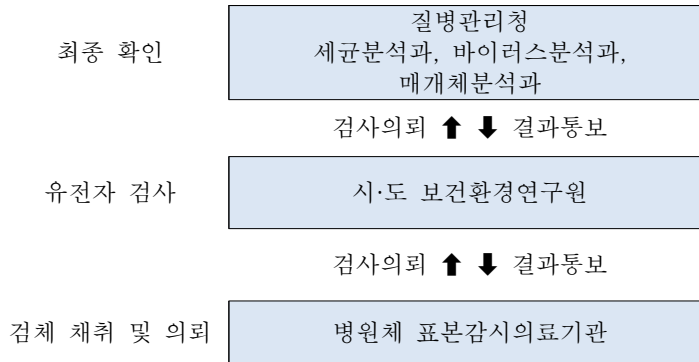 질병관리청
최종 확인
세균분석과, 바이러스분석과,
매개체분석과
검사의뢰 ⬆ ⬇ 결과통보
유전자 검사
시·도 보건환경연구원
검사의뢰 ⬆ ⬇ 결과통보
검체 채취 및 의뢰
병원체 표본감시의료기관